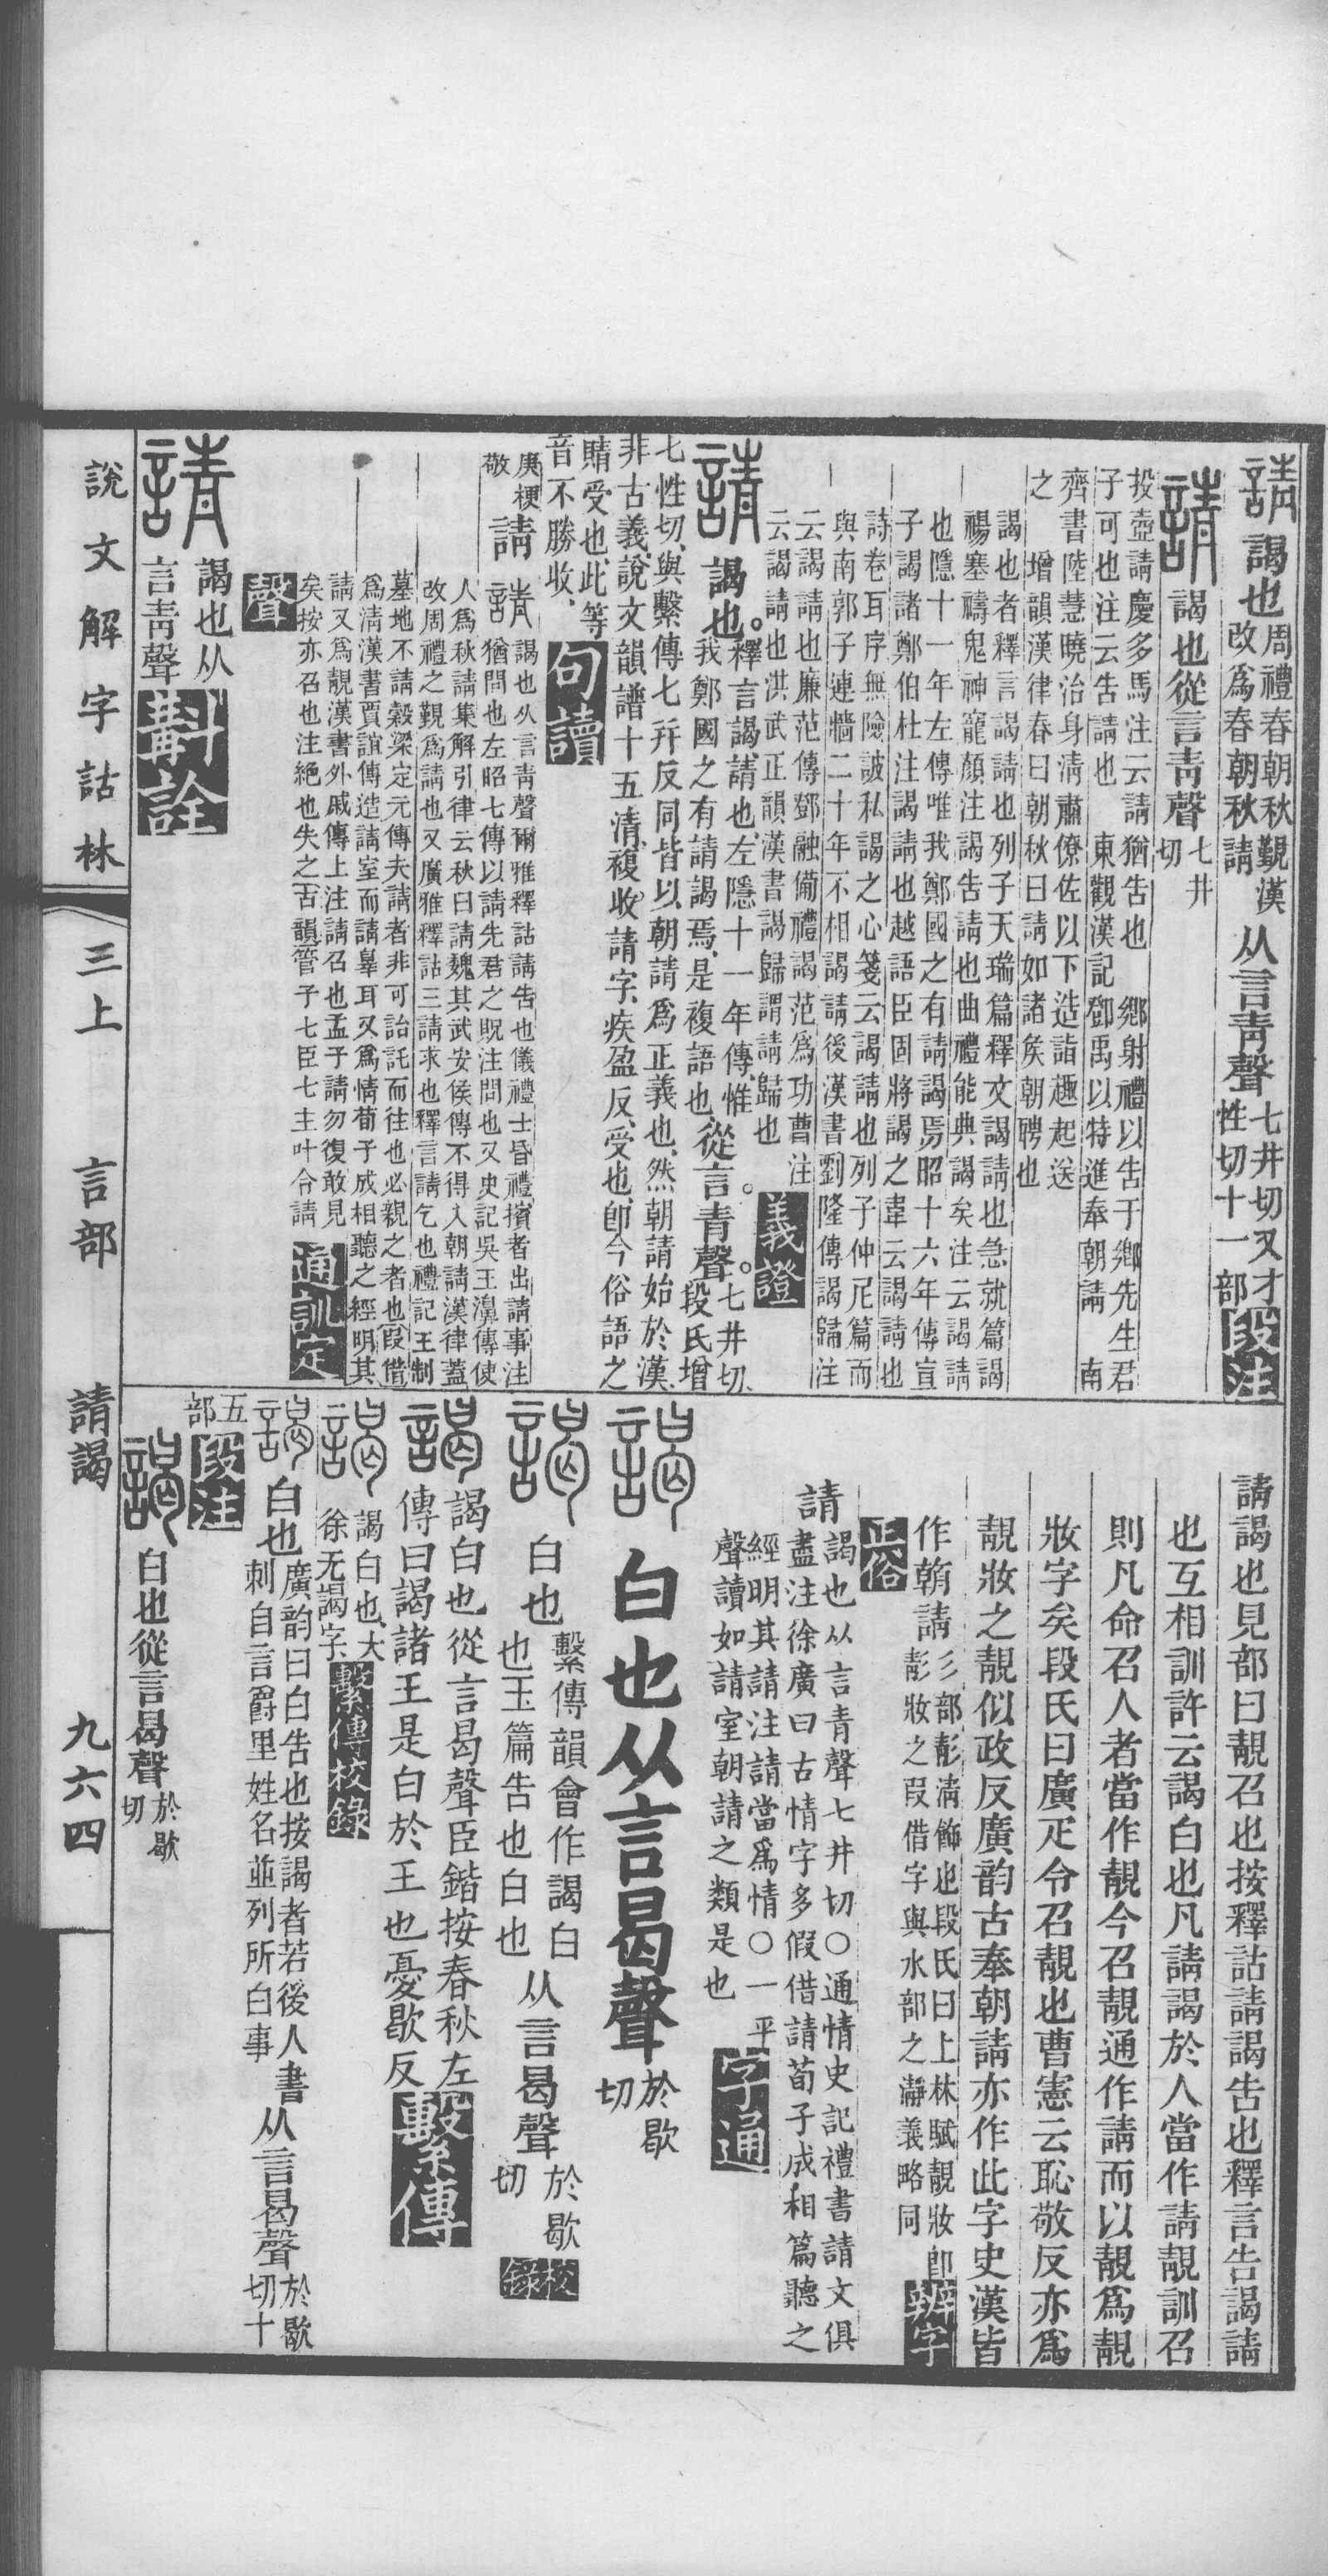 請 謁也
周禮春朝秋覲漢
改爲春朝秋請
从言青聲
七井切又才
性切十一部
段注
請 謁也從言青聲
七井
切
投壺請慶多馬注云請猶告也 鄉射禮以告于鄉先生君
子可也注云告請也 東觀漢記鄧禹以特進奉朝請 南
齊書陸慧曉治身清肅僚佐以下造詣趣起送
之 增韻漢律春曰朝秋曰請如諸矦朝聘也
謁也者釋言謁請也列子天瑞篇釋文謁請也急就篇謁
禓塞禱鬼神寵顏注謁告請也曲禮能典謁矣注云謁請
也隱十一年左傳唯我鄭國之有請謁焉昭十六年傳宣
子謁諸鄭伯杜注謁請也越語臣固將謁之韋云謁請也
詩卷耳序無險詖私謁之心箋云謁請也列子仲尼篇而
與南郭子連牆二十年不相謁請後漢書劉隆傳謁歸注
云謁請也廉范傳鄧融備禮謁范爲功曹注
云謁請也洪武正韻漢書謁歸謂請歸也
義證
請 謁也。
釋言謁、請也、左隱十一年傳、惟
我鄭國之有請謁焉、是複語也、
從言青聲。
七井切、
段氏增
七性切、與繫傳七幷反同、皆以朝請爲正義也、然朝請始於漢、
非古義、說文韻譜十五清、複收請字、疾盈反、受也、卽今俗語之
賭受也、此等
音不勝收、
句讀
廣梗
敬
請
謁也从言青聲爾雅釋詁請告也儀禮士昏禮擯者出請事注
猶問也左昭七傳以請先君之貺注問也又史記吳王濞傳使
人爲秋請集解引律云秋曰請魏其武安侯傳不得入朝請漢律蓋
改周禮之覲爲請也又廣雅釋詁三請求也釋言請乞也禮記王制
墓地不請穀梁定元傳夫請者非可詒託而往也必親之者也叚借
爲清漢書賈誼傳造請室而請辠耳又爲情荀子成相聽之經明其
請又爲靚漢書外戚傳上注請召也孟子請勿復敢見
矣按亦召也注絶也失之古韻管子七臣七主叶令請
通訓定
聲
請
謁也从
言青聲
斠詮
請謁也見部曰靚召也按釋詁請謁告也釋言告謁請
也互相訓許云謁白也凡請謁於人當作請靚訓召
則凡命召人者當作靚今召靚通作請而以靚爲靚
妝字矣段氏曰廣疋令召靚也曹憲云恥敬反亦爲
靚妝之靚似政反廣韵古奉朝請亦作此字史漢皆
作朝請
彡部彰清飾也段氏曰上林賦靚妝卽
彰妝之叚借字與水部之瀞義略同
辨字
正俗
請
謁也从言青聲七井切○通情史記禮書請文俱
盡注徐廣曰古情字多假借請荀子成相篇聽之
經明其請注請當爲情○一平
聲讀如請室朝請之類是也
字通
謁 白也从言曷聲
於歇
切
謁 白也
繫傳韻會作謁白
也玉篇告也白也
从言曷聲
於歇
切
校
錄
謁 謁白也從言曷聲臣鍇按春秋左
傳曰謁諸王是白於王也憂歇反
繫傳
謁
謁白也、大
徐无謁字、
繫傳校錄
謁 白也
廣韵曰白告也按謁者若後人書
刺自言爵里姓名並列所白事
从言曷聲
於歇
切十
五
部
段注
謁 白也從言曷聲
於歇
切
說文解字詁林 三上 言部 請謁 九六四